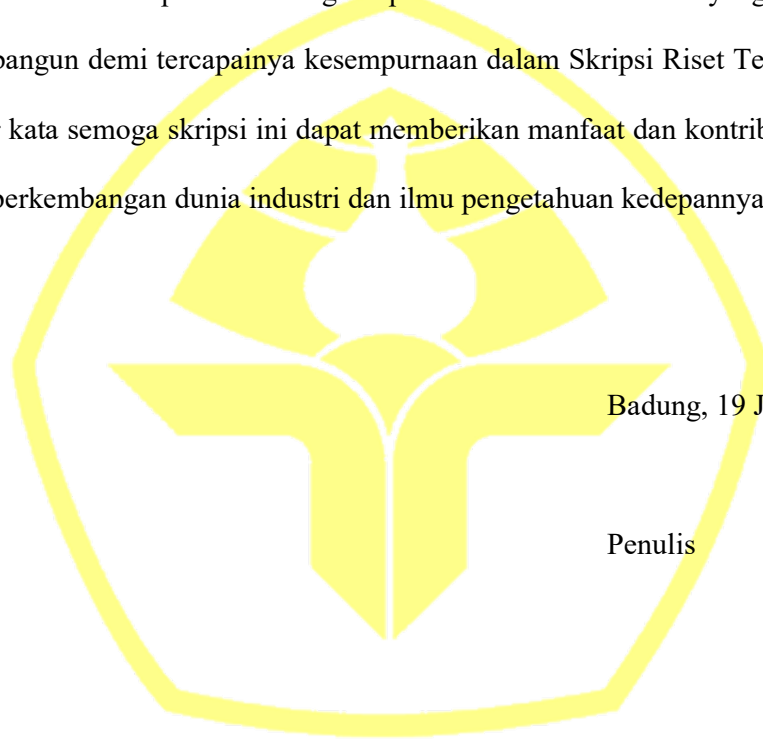 bangun demi tercapainya kesempurnaan dalam Skripsi Riset Te
kata semoga skripsi ini dapat memberikan manfaat dan kontrib
perkembangan dunia industri dan ilmu pengetahuan kedepannya
Badung, 19 J
Penulis